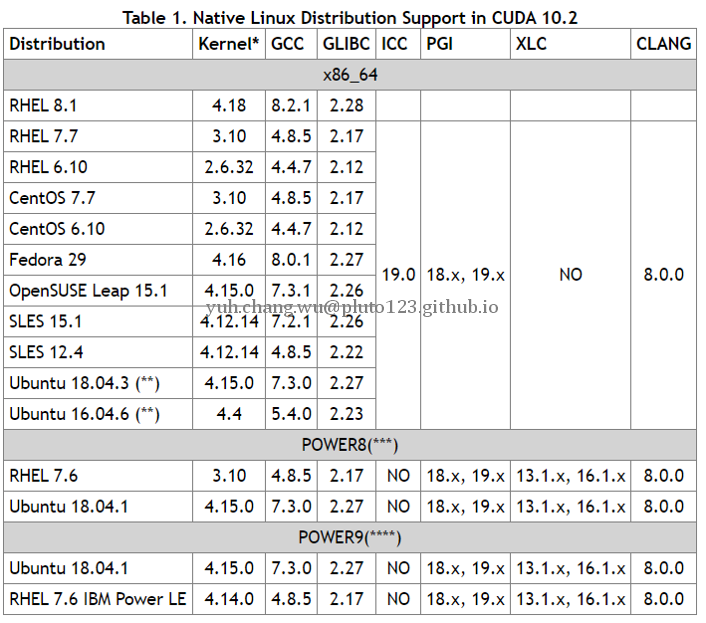 Table 1. Native Linux Distribution Support in CUDA 10.2
Distribution Kernel* GCC GLIBC ICC PGI XLC CLANG
x86_64
RHEL 8.1 4.18 8.2.1 2.28
RHEL 7.7 3.10 4.8.5 2.17
RHEL 6.10 2.6.32 4.4.7 2.12
CentOS 7.7 3.10 4.8.5 2.17
CentOS 6.10 2.6.32 4.4.7 2.12
Fedora 29 4.16 8.0.1 2.27
19.0 18.x, 19.x NO 8.0.0
OpenSUSE Leap 15.1 4.15.0 7.3.1 2.26
yuh.chang.wu@pluto123.github.io
SLES 15.1 4.12.14 7.2.1 2.26
SLES 12.4 4.12.14 4.8.5 2.22
Ubuntu 18.04.3 (**) 4.15.0 7.3.0 2.27
Ubuntu 16.04.6 (**) 4.4 5.4.0 2.23
POWER8(***)
RHEL 7.6 3.10 4.8.5 2.17 NO 18.x, 19.x 13.1.x, 16.1.x 8.0.0
Ubuntu 18.04.1 4.15.0 7.3.0 2.27 NO 18.x, 19.x 13.1.x, 16.1.x 8.0.0
POWER9(****)
Ubuntu 18.04.1 4.15.0 7.3.0 2.27 NO 18.x, 19.x 13.1.x, 16.1.x 8.0.0
RHEL 7.6 IBM Power LE 4.14.0 4.8.5 2.17 NO 18.x, 19.x 13.1.x, 16.1.x 8.0.0